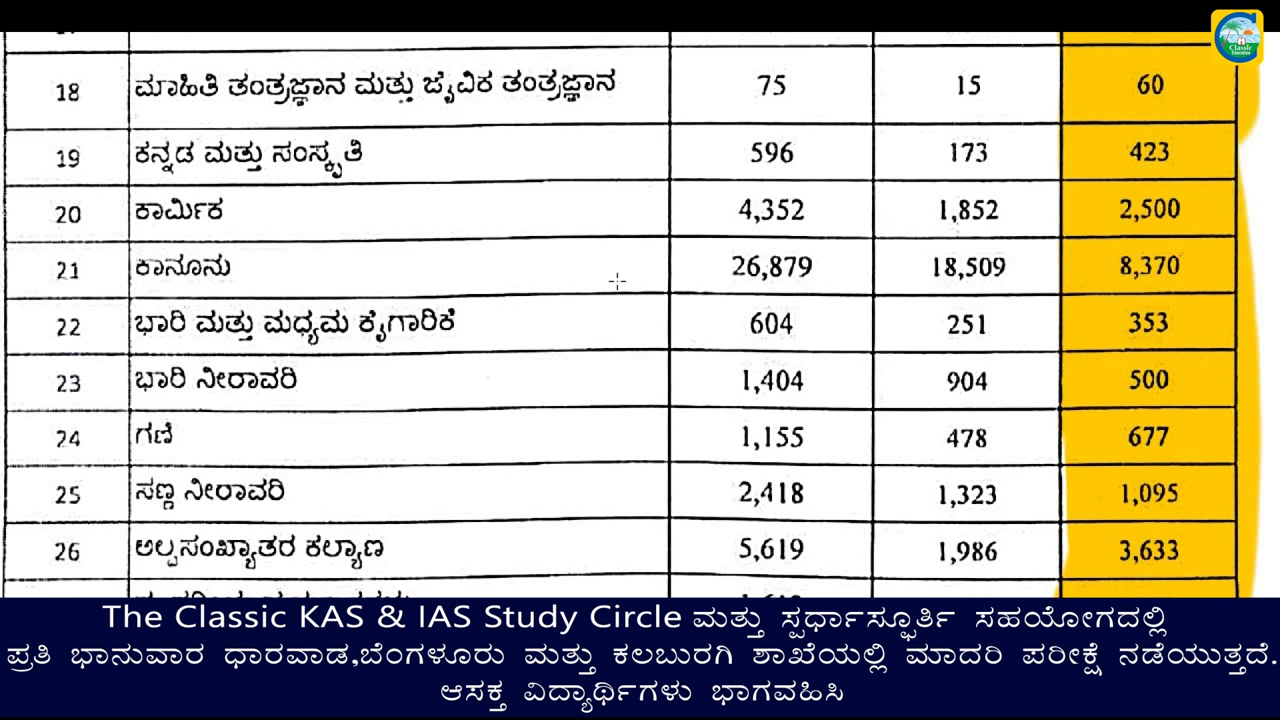 Classic
Education
18 ಮಾಹಿತಿ ತಂತ್ರಜ್ಞಾನ ಮತ್ತು ಜೈವಿಕ ತಂತ್ರಜ್ಞಾನ 75 15 60
19 ಕನ್ನಡ ಮತ್ತು ಸಂಸ್ಕೃತಿ 596 173 423
20 ಕಾರ್ಮಿಕ 4,352 1,852 2,500
21 ಕಾನೂನು 26,879 18,509 8,370
22 ಭಾರಿ ಮತ್ತು ಮಧ್ಯಮ ಕೈಗಾರಿಕೆ 604 251 353
23 ಭಾರಿ ನೀರಾವರಿ 1,404 904 500
24 ಗಣಿ 1,155 478 677
25 ಸಣ್ಣ ನೀರಾವರಿ 2,418 1,323 1,095
26 ಅಲ್ಪಸಂಖ್ಯಾತರ ಕಲ್ಯಾಣ 5,619 1,986 3,633
The Classic KAS & IAS Study Circle ಮತ್ತು ಸ್ಪರ್ಧಾಸ್ಫೂರ್ತಿ ಸಹಯೋಗದಲ್ಲಿ
ಪ್ರತಿ ಭಾನುವಾರ ಧಾರವಾಡ,ಬೆಂಗಳೂರು ಮತ್ತು ಕಲಬುರಗಿ ಶಾಖೆಯಲ್ಲಿ ಮಾದರಿ ಪರೀಕ್ಷೆ ನಡೆಯುತ್ತದೆ.
ಆಸಕ್ತ ವಿದ್ಯಾರ್ಥಿಗಳು ಭಾಗವಹಿಸಿ